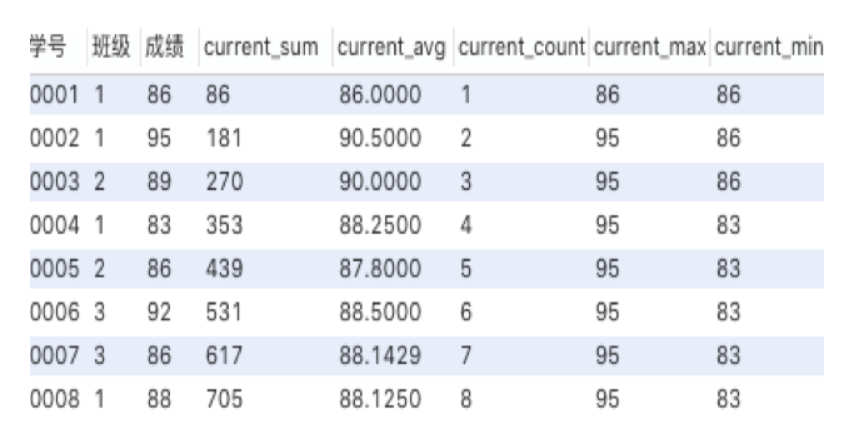 学号 班级 成绩 current_sum current_avg current_count current_max current_min
0001 1 86 86 86.0000 1 86 86
0002 1 95 181 90.5000 2 95 86
0003 2 89 270 90.0000 3 95 86
0004 1 83 353 88.2500 4 95 83
0005 2 86 439 87.8000 5 95 83
0006 3 92 531 88.5000 6 95 83
0007 3 86 617 88.1429 7 95 83
0008 1 88 705 88.1250 8 95 83